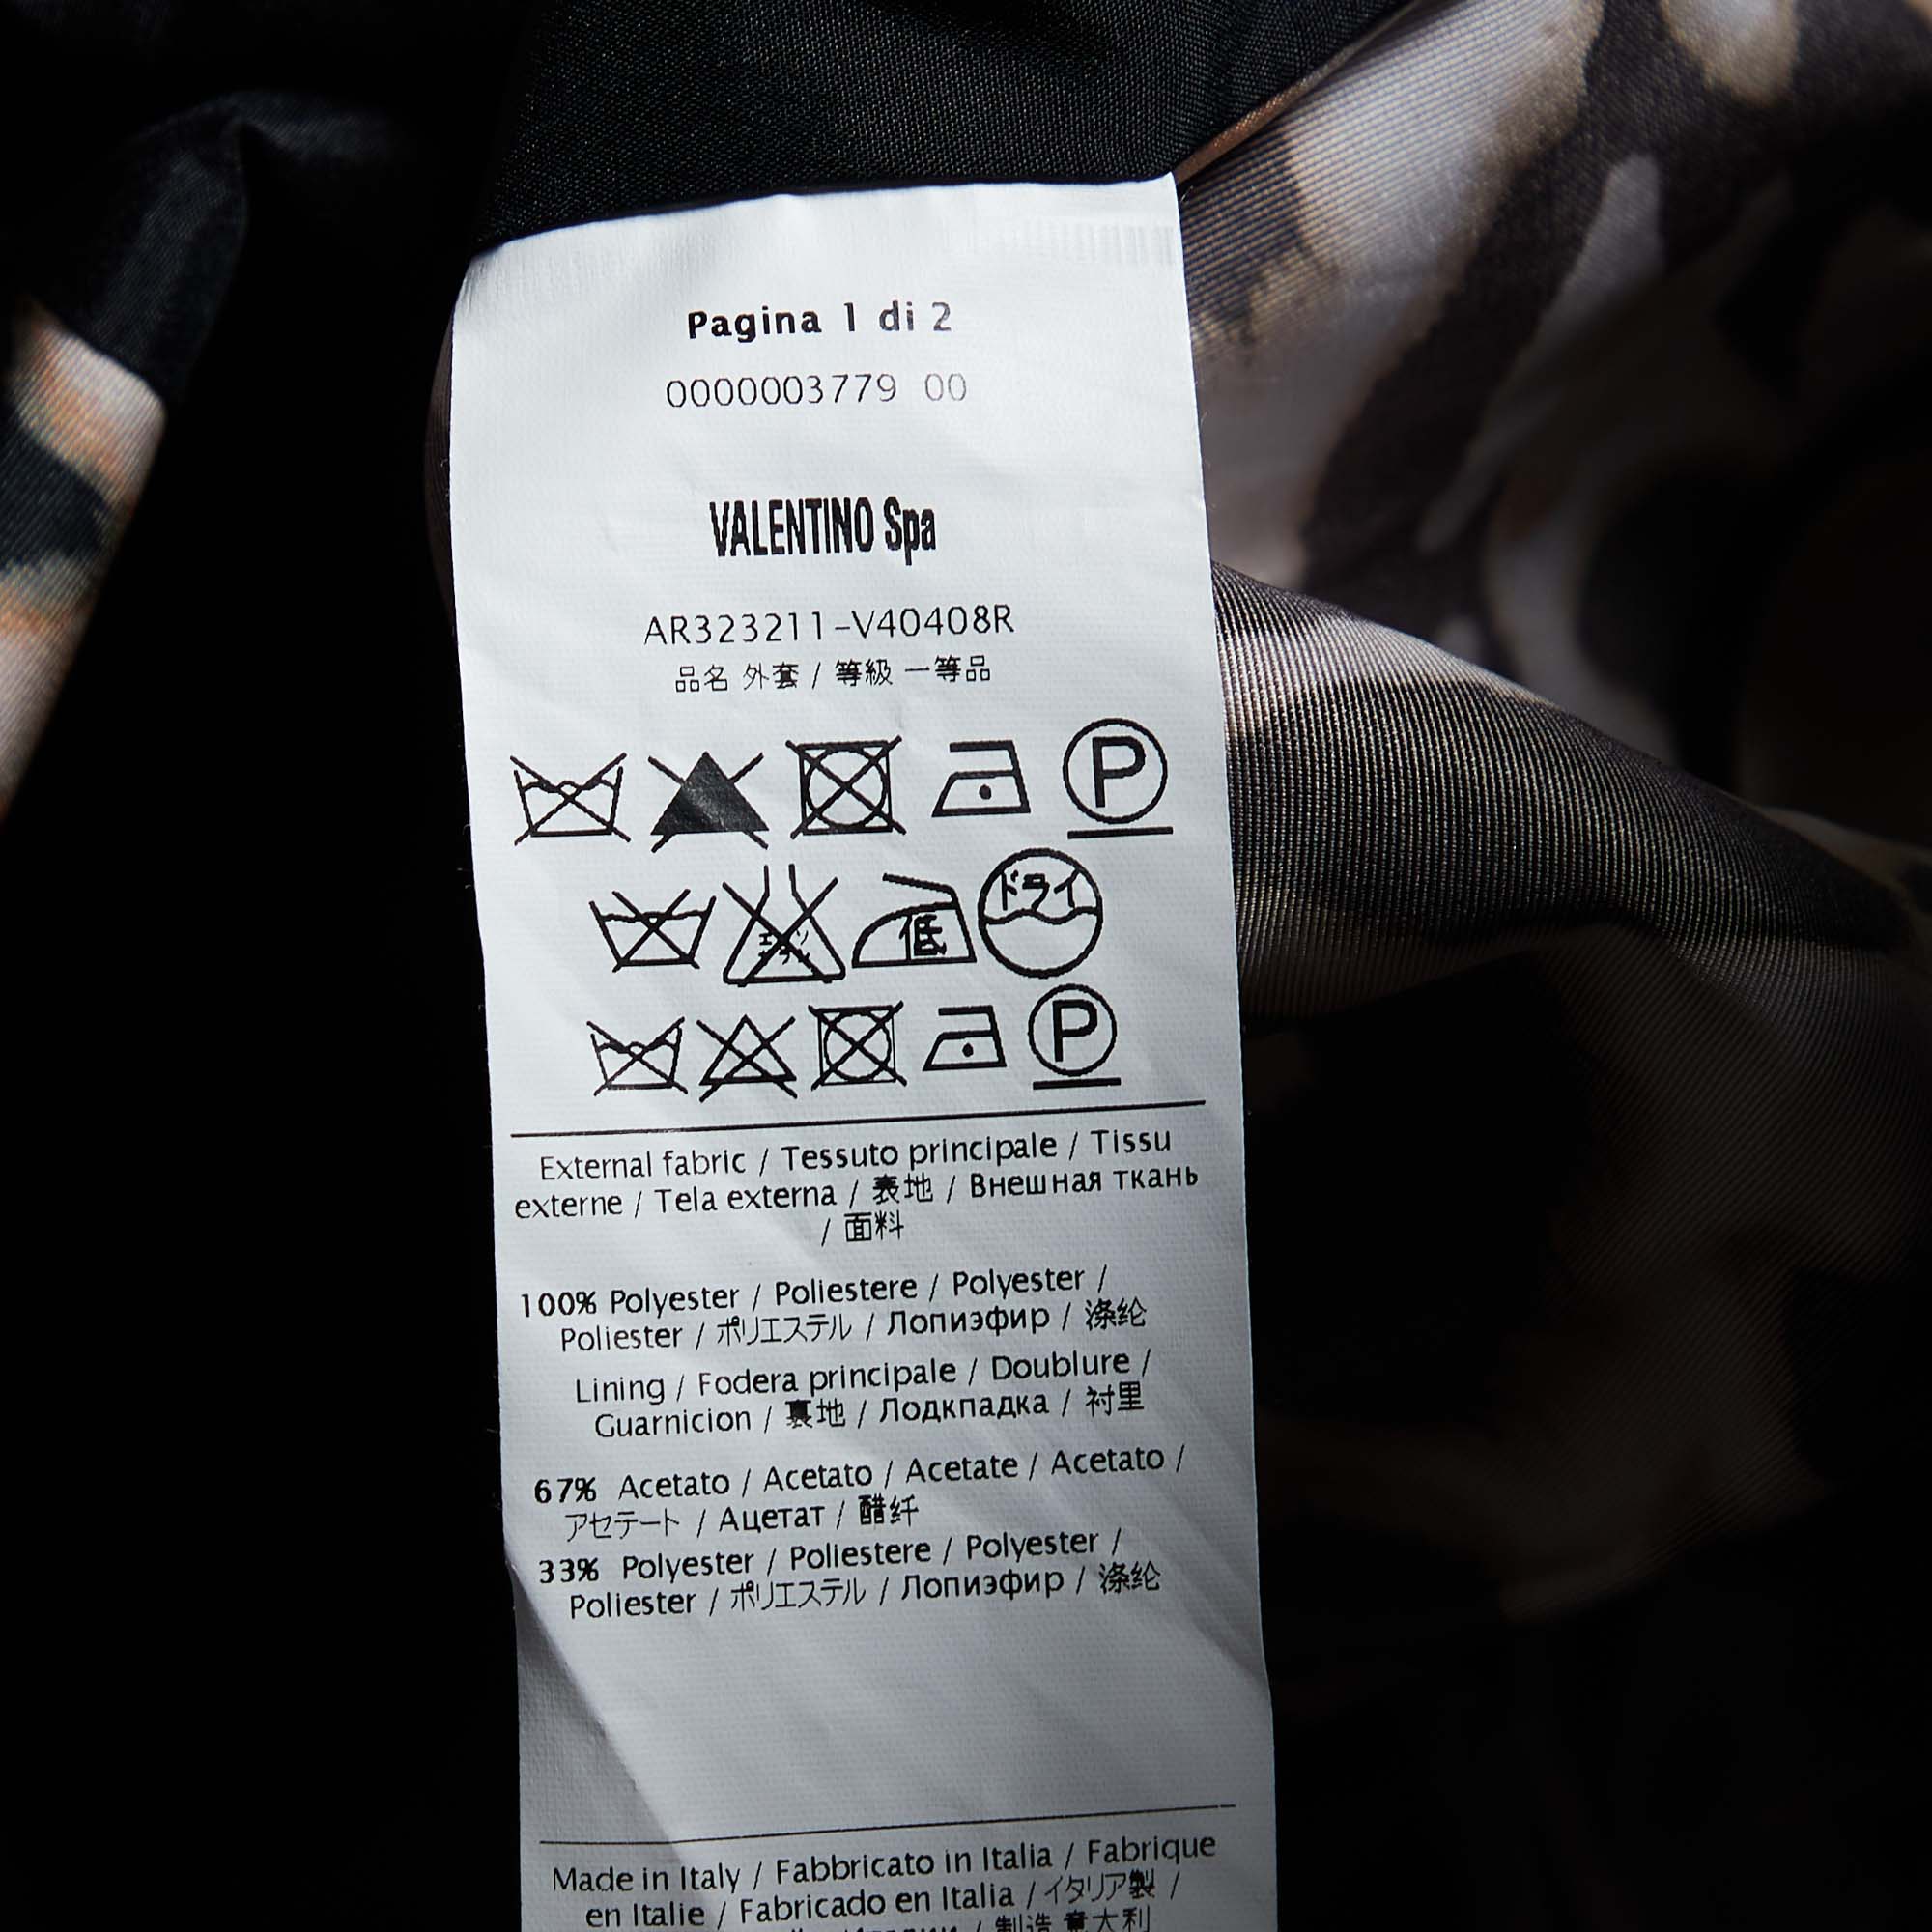 Pagina 1 di 2
0000003779 00
VALENTINO Spa
AR323211-V40408R
品名 外套 / 等級 一等品
P
ドライ
低
P
External fabric / Tessuto principale / Tissu
externe / Tela externa / 表地 / Внешная ткань
/ 面料
100% Polyester / Poliestere / Polyester /
Poliester / ポリエステル / Лопиэфир / 涤纶
Lining / Fodera principale / Doublure /
Guarnicion / 裏地 / Лодкпадка / 衬里
67% Acetato / Acetato / Acetate / Acetato /
アセテート / Ацетат / 醋纤
33% Polyester / Poliestere / Polyester /
Poliester / ポリエステル / Лопиэфир / 涤纶
Made in Italy / Fabbricato in Italia / Fabrique
en Italie / Fabricado en Italia / イタリア製 /
/ 制造 意大利